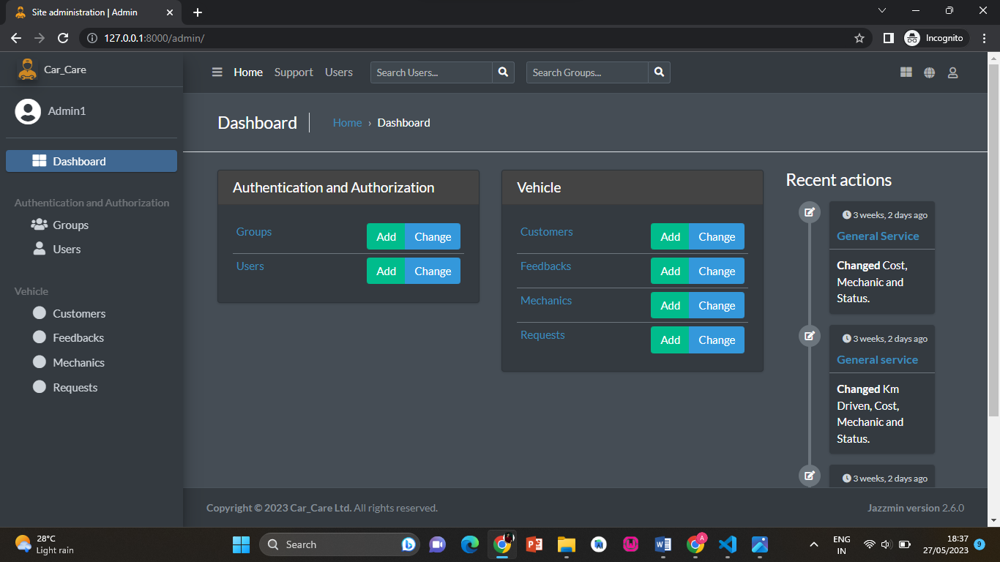 Site administration | Admin
127.0.0.1:8000/admin/
Incognito
Car_Care
Home Support Users Search Users... Search Groups...
Admin1
Dashboard
Home › Dashboard
Dashboard
Authentication and Authorization
Groups
Users
Vehicle
Customers
Feedbacks
Mechanics
Requests
Authentication and Authorization
Groups Add Change
Users Add Change
Vehicle
Customers Add Change
Feedbacks Add Change
Mechanics Add Change
Requests Add Change
Recent actions
3 weeks, 2 days ago
General Service
Changed Cost,
Mechanic and
Status.
3 weeks, 2 days ago
General service
Changed Km
Driven, Cost,
Mechanic and
Status.
3 weeks, 2 days ago
Copyright © 2023 Car_Care Ltd. All rights reserved.
Jazzmin version 2.6.0
28°C
Light rain
Search
A
ENG
IN
18:37
27/05/2023
9